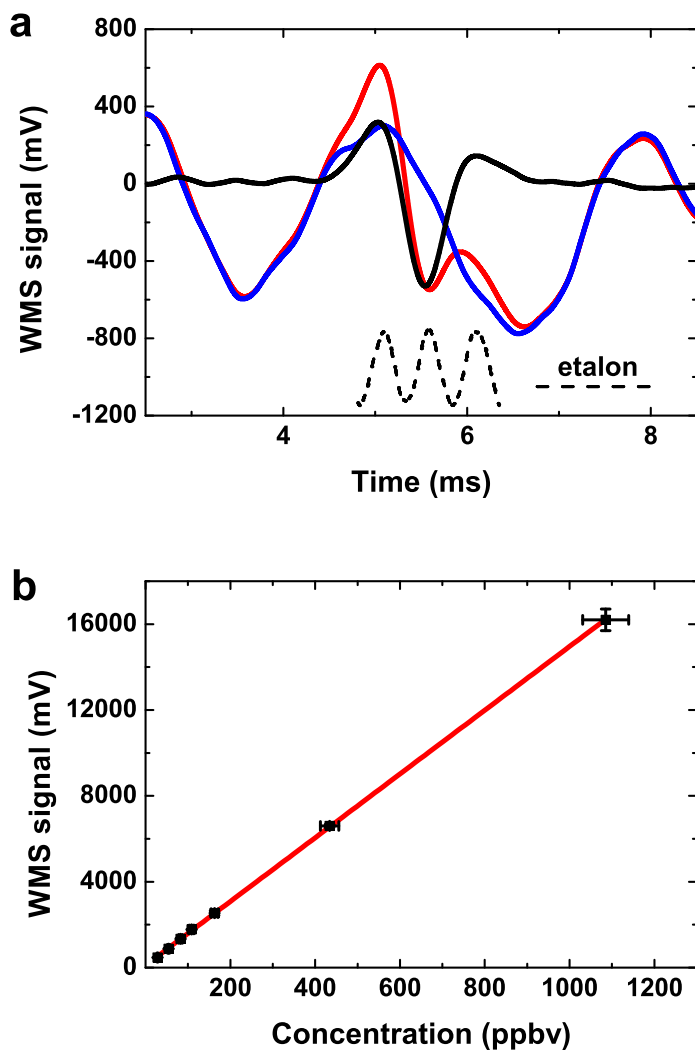 a
800
400
0
-400
-800
-1200
WMS signal (mV)
etalon
4 6 8
Time (ms)
b
16000
12000
8000
4000
0
WMS signal (mV)
200 400 600 800 1000 1200
Concentration (ppbv)